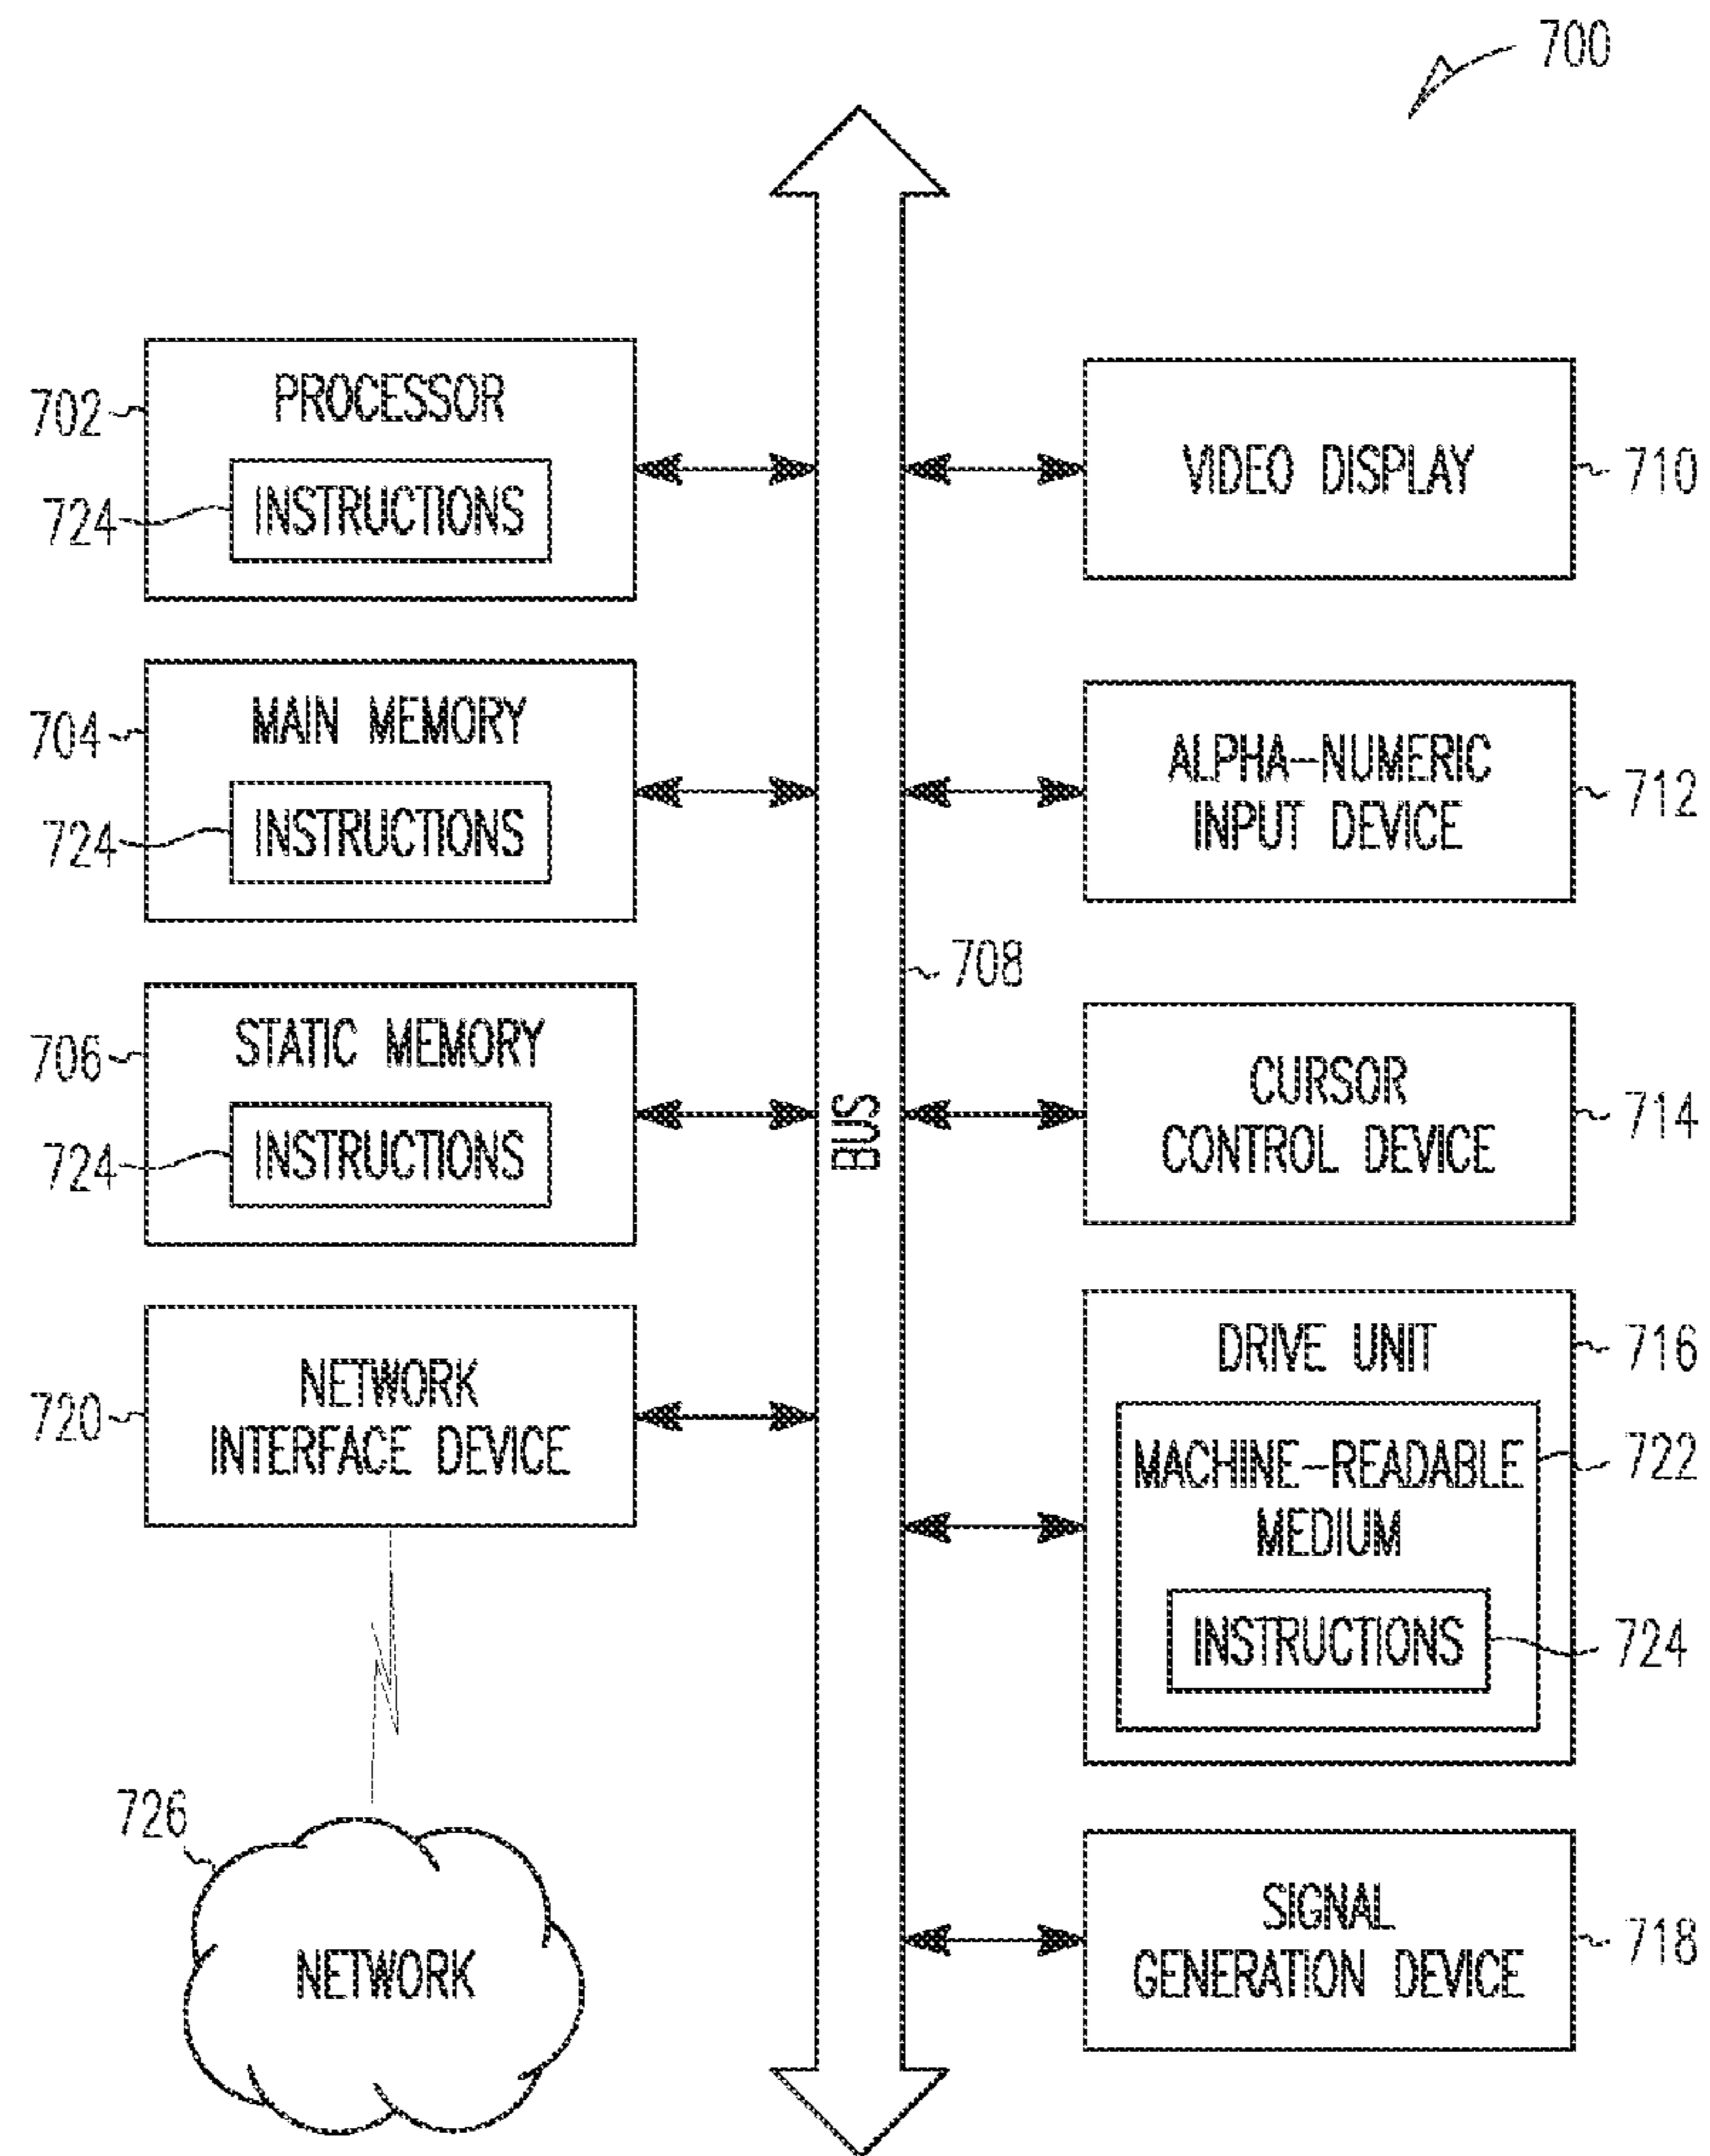 700
PROCESSOR
702
724
INSTRUCTIONS
MAIN MEMORY
704
724
INSTRUCTIONS
STATIC MEMORY
706
724
INSTRUCTIONS
NETWORK
INTERFACE DEVICE
720
726
NETWORK
BUS
708
VIDEO DISPLAY
710
ALPHA-NUMERIC
INPUT DEVICE
712
CURSOR
CONTROL DEVICE
714
DRIVE UNIT
716
MACHINE-READABLE
MEDIUM
722
INSTRUCTIONS
724
SIGNAL
GENERATION DEVICE
718